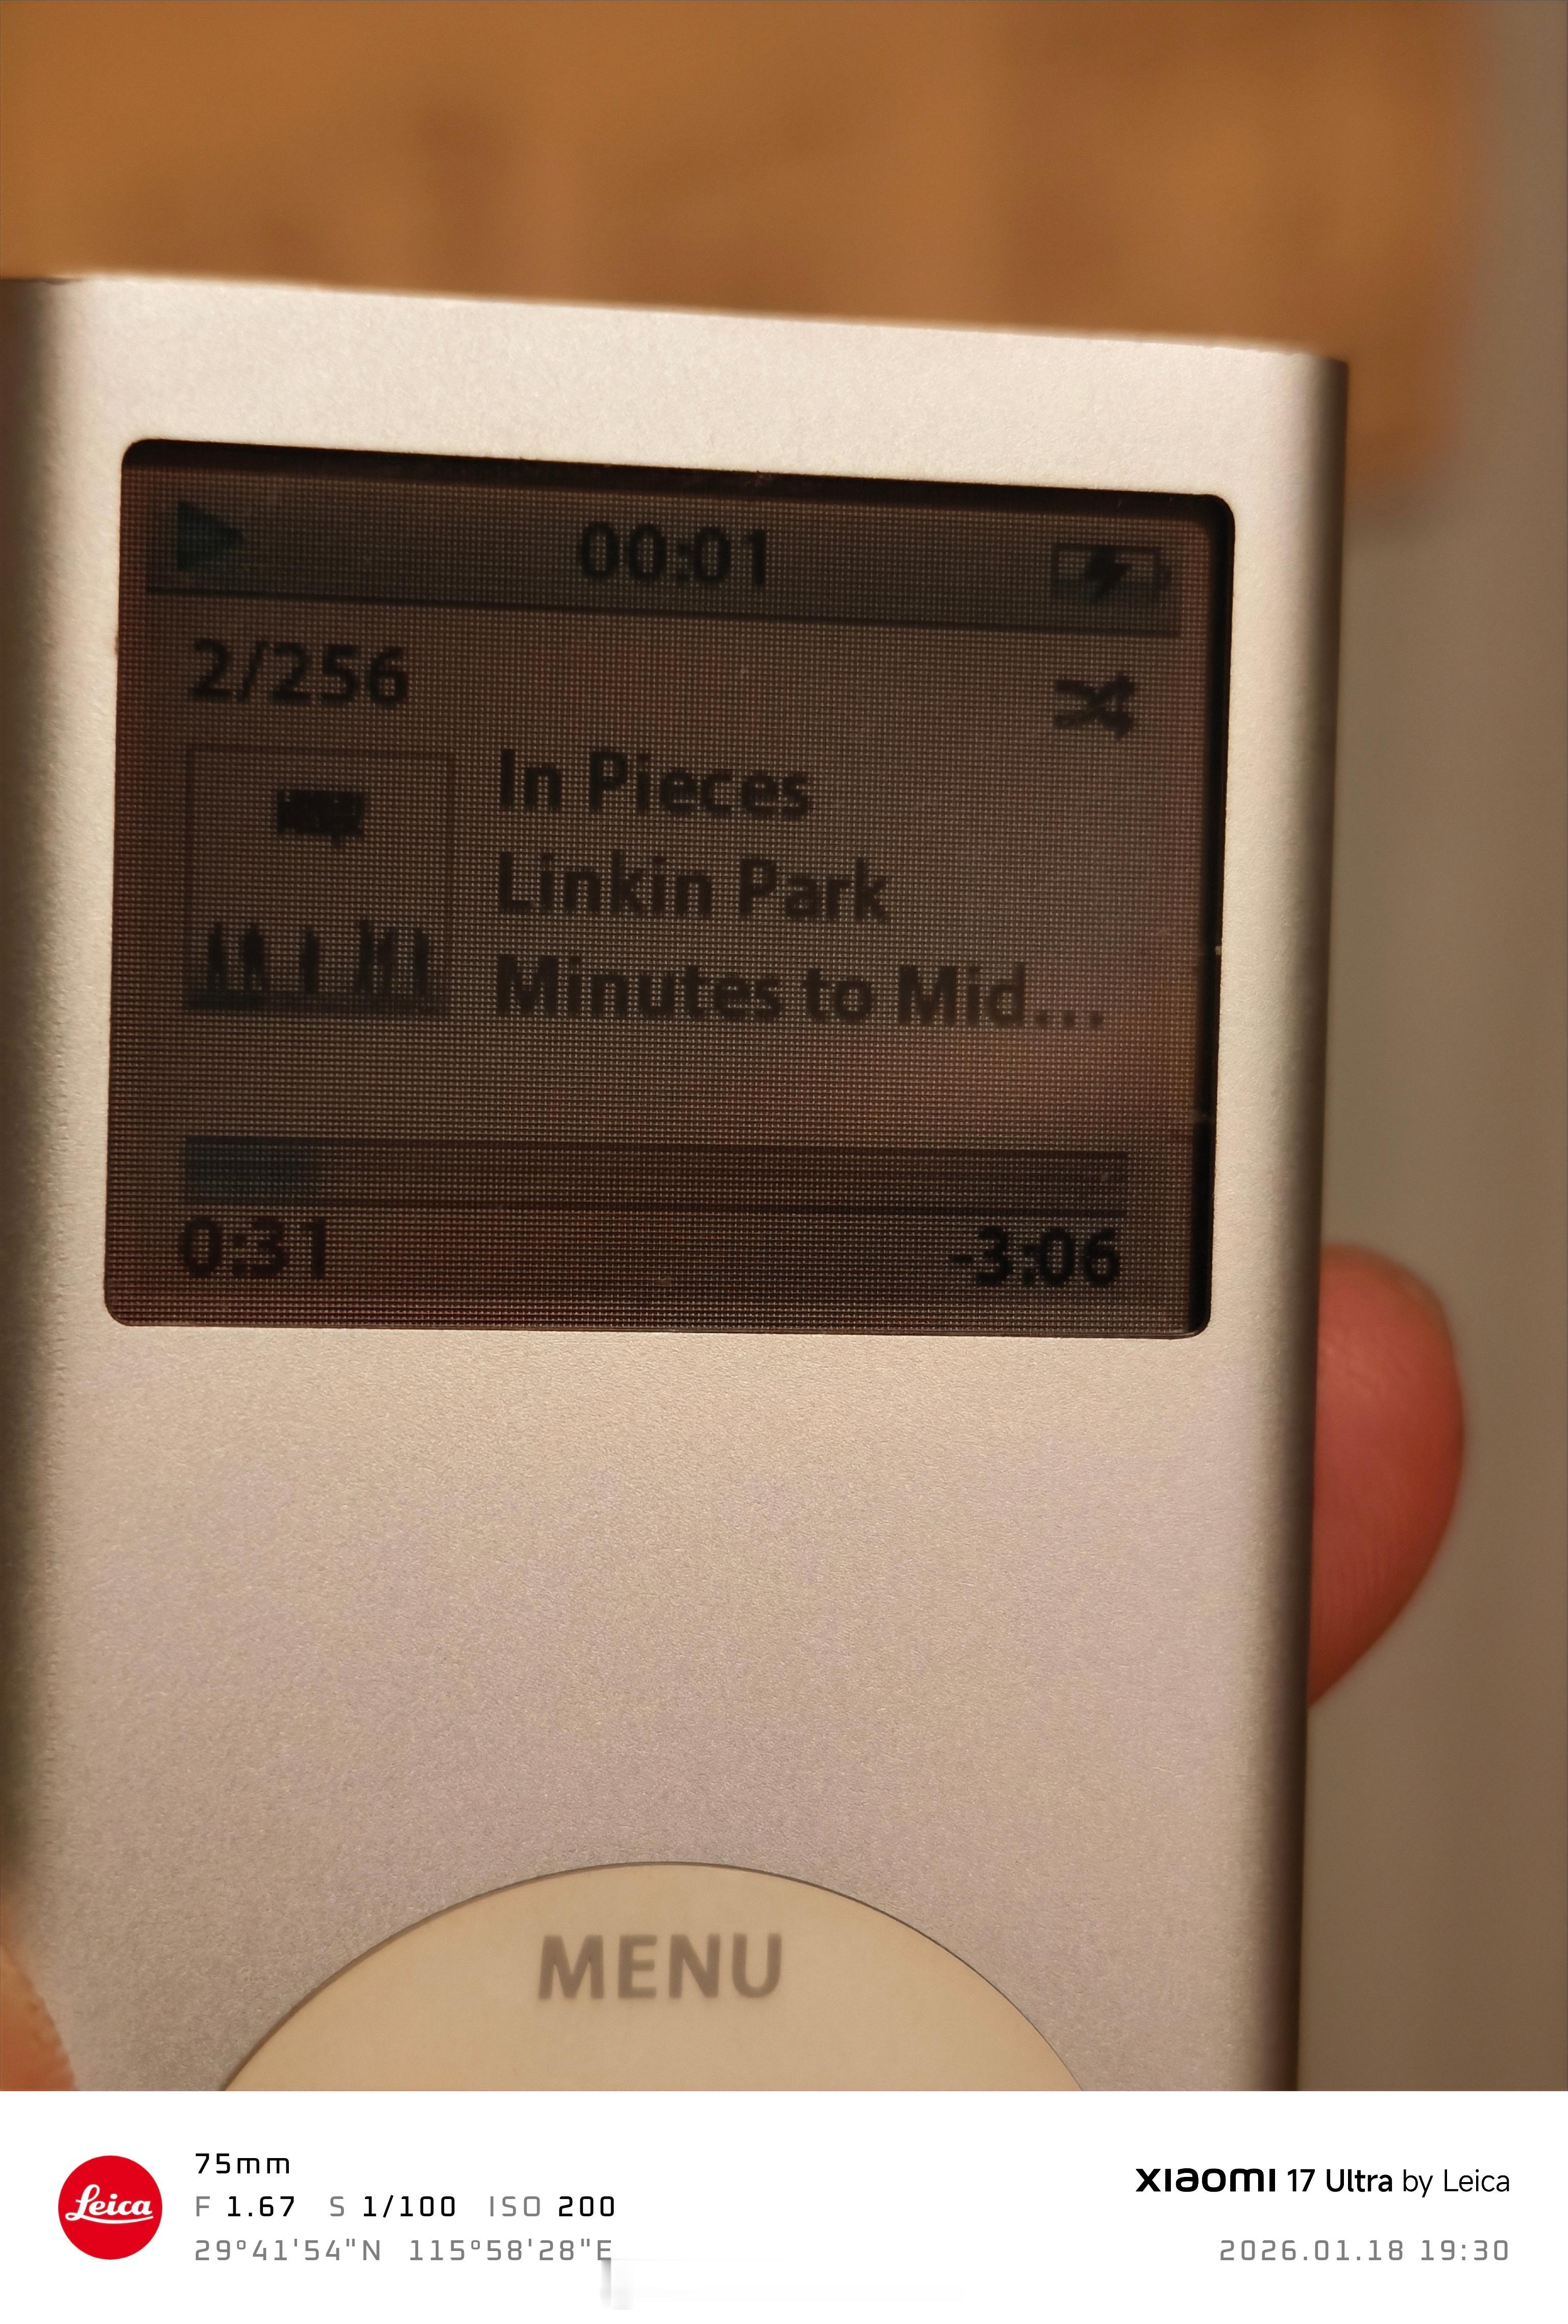 00:01
2/256
In Pieces
Linkin Park
Minutes to Mid...
0:31 -3:06
MENU
Leica
75mm
F 1.67 S 1/100 ISO 200
29°41'54"N 115°58'28"E
xiaomi 17 Ultra by Leica
2026.01.18 19:30